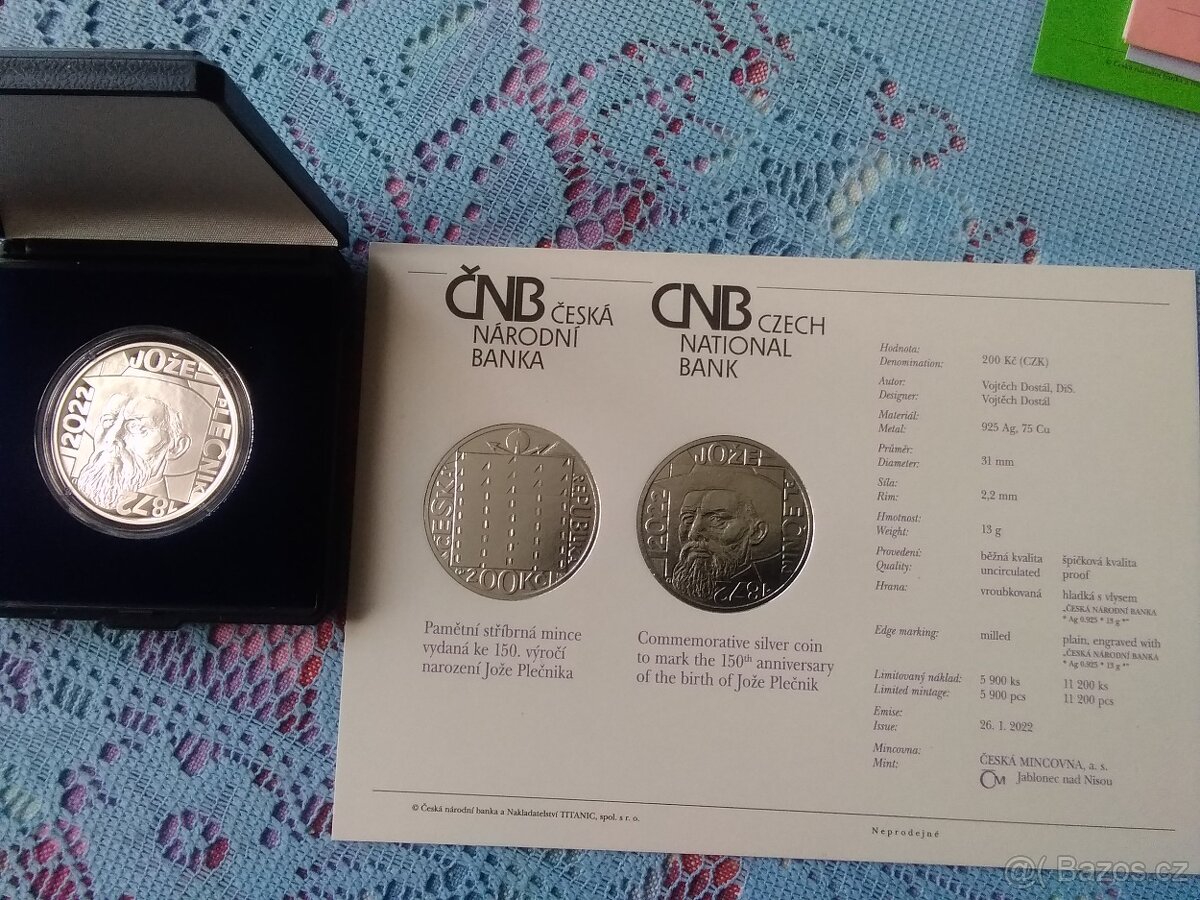 JOŽE
PLEČNIK
2022
1872
ČNB ČESKÁ
NÁRODNÍ
BANKA
CNB CZECH
NATIONAL
BANK
ČESKÁ
REPUBLIKA
200 Kč
JOŽE
PLEČNIK
2022
1872
Pamětní stříbrná mince
vydaná ke 150. výročí
narození Jože Plečnika
Commemorative silver coin
to mark the 150th anniversary
of the birth of Jože Plečnik
Hodnota:
Denomination: 200 Kč (CZK)
Autor: Vojtěch Dostál, DiS.
Designer: Vojtěch Dostál
Materiál:
Metal: 925 Ag, 75 Cu
Průměr:
Diameter: 31 mm
Síla:
Rim: 2,2 mm
Hmotnost:
Weight: 13 g
Provedení: běžná kvalita špičková kvalita
Quality: uncirculated proof
Hrana: vroubkovaná hladká s vlysem
„ČESKÁ NÁRODNÍ BANKA
* Ag 0.925 * 13 g *“
Edge marking: milled plain, engraved with
„ČESKÁ NÁRODNÍ BANKA
* Ag 0.925 * 13 g *“
Limitovaný náklad: 5 900 ks 11 200 ks
Limited mintage: 5 900 pcs 11 200 pcs
Emise:
Issue: 26. 1. 2022
Mincovna: ČESKÁ MINCOVNA, a. s.
Mint: ČM Jablonec nad Nisou
© Česká národní banka a Nakladatelství TITANIC, spol. s r. o.
Neprodejné
@( Bazos.cz